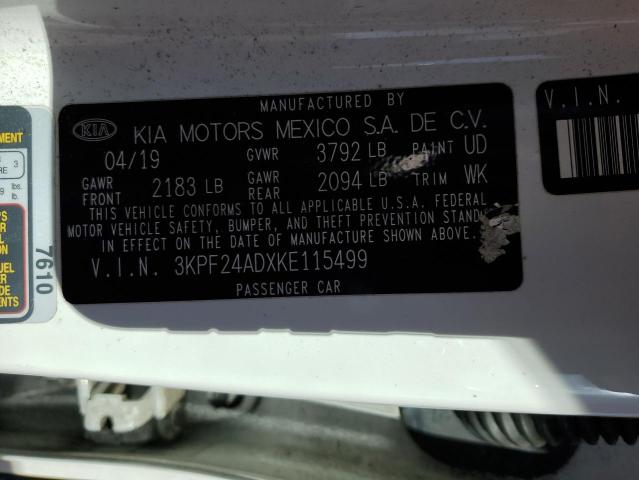 MANUFACTURED BY
KIA KIA MOTORS MEXICO S.A. DE C.V.
04/19 GVWR 3792 LB PAINT UD
GAWR FRONT 2183 LB GAWR REAR 2094 LB TRIM WK
THIS VEHICLE CONFORMS TO ALL APPLICABLE U.S.A. FEDERAL
MOTOR VEHICLE SAFETY, BUMPER, AND THEFT PREVENTION STAND
IN EFFECT ON THE DATE OF MANUFACTURE SHOWN ABOVE.
V.I.N. 3KPF24ADXKE115499
PASSENGER CAR
V.I.N.
7610